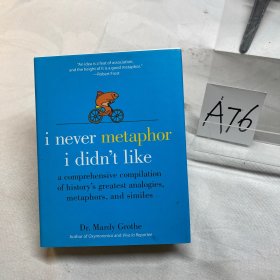 "An idea is a feat of association,
and the height of it is a good metaphor."
—Robert Frost
i never metaphor
i didn't like
a comprehensive compilation
of history's greatest analogies,
metaphors, and similes
Dr. Mardy Grothe
Author of Oxymoronica and Viva la Repartee
A76